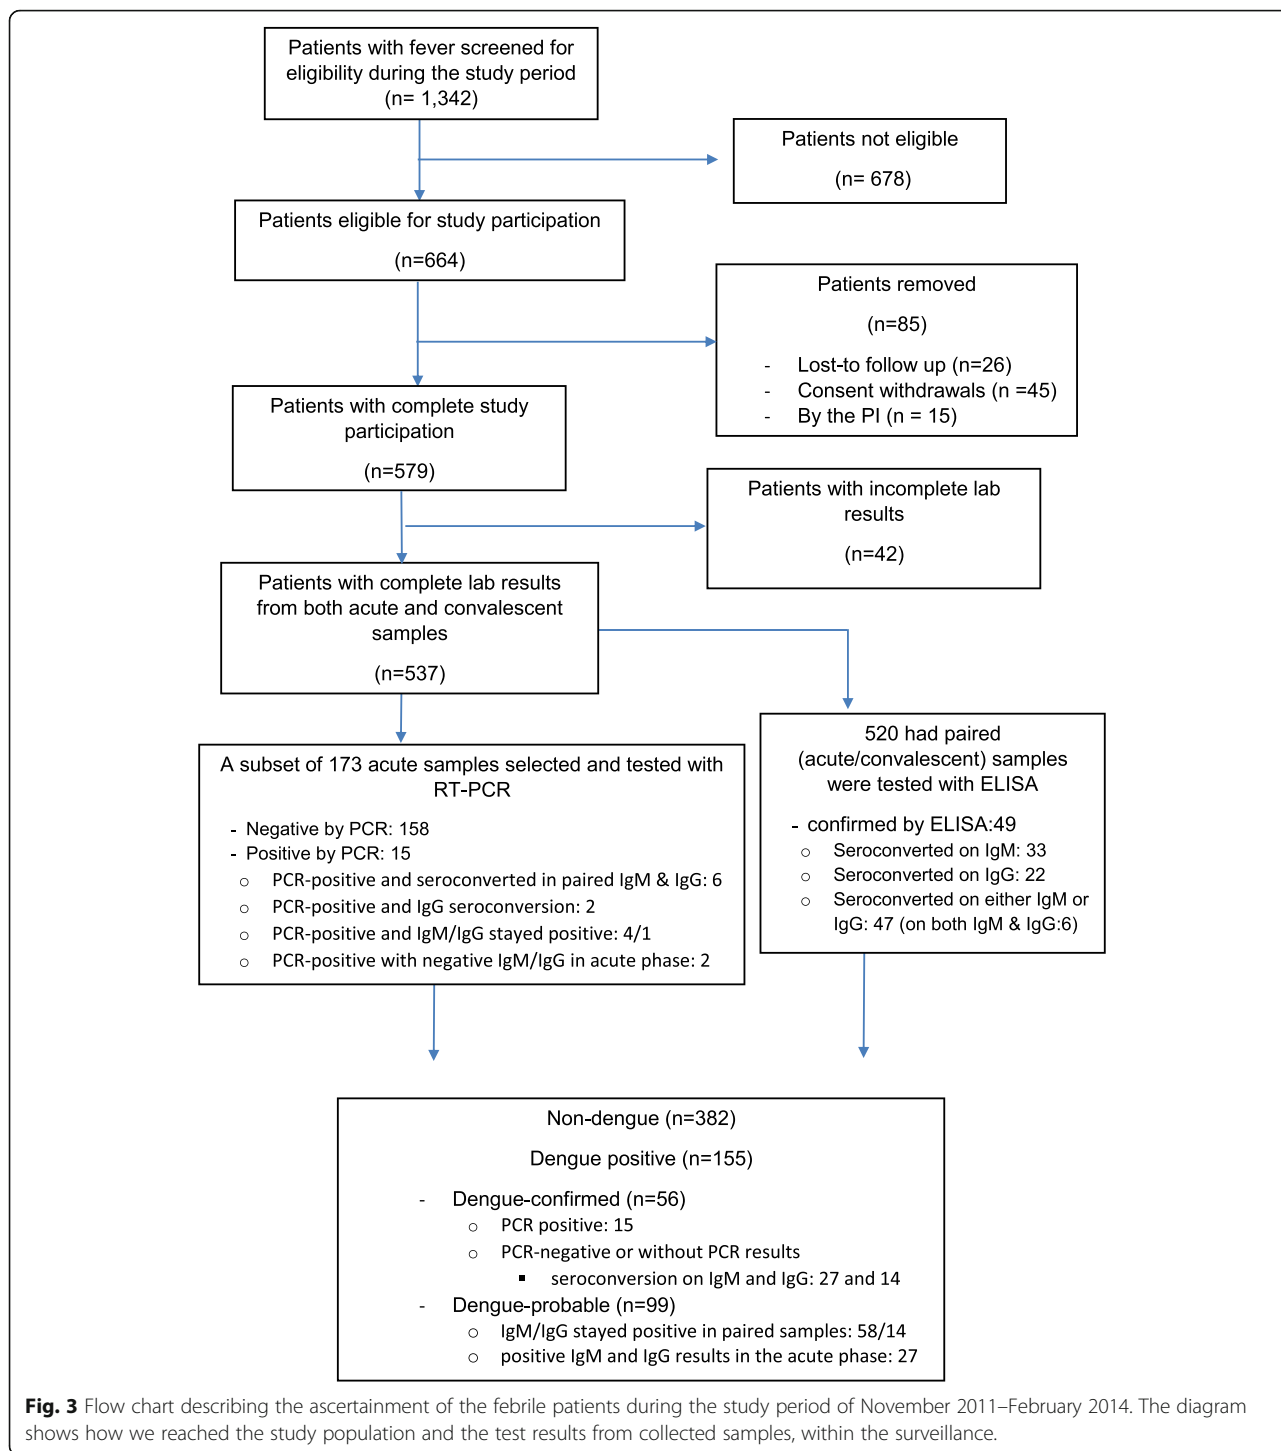 Patients with fever screened for
eligibility during the study period
(n= 1,342)
Patients not eligible
(n= 678)
Patients eligible for study participation
(n=664)
Patients removed
(n=85)
- Lost-to follow up (n=26)
- Consent withdrawals (n =45)
- By the PI (n = 15)
Patients with complete study
participation
(n=579)
Patients with incomplete lab
results
(n=42)
Patients with complete lab results
from both acute and convalescent
samples
(n=537)
A subset of 173 acute samples selected and tested with
RT-PCR
- Negative by PCR: 158
- Positive by PCR: 15
o PCR-positive and seroconverted in paired IgM & IgG: 6
o PCR-positive and IgG seroconversion: 2
o PCR-positive and IgM/IgG stayed positive: 4/1
o PCR-positive with negative IgM/IgG in acute phase: 2
520 had paired
(acute/convalescent) samples
were tested with ELISA
- confirmed by ELISA:49
o Seroconverted on IgM: 33
o Seroconverted on IgG: 22
o Seroconverted on either IgM or
IgG: 47 (on both IgM & IgG:6)
Non-dengue (n=382)
Dengue positive (n=155)
- Dengue-confirmed (n=56)
o PCR positive: 15
o PCR-negative or without PCR results
▪ seroconversion on IgM and IgG: 27 and 14
- Dengue-probable (n=99)
o IgM/IgG stayed positive in paired samples: 58/14
o positive IgM and IgG results in the acute phase: 27
Fig. 3 Flow chart describing the ascertainment of the febrile patients during the study period of November 2011–February 2014. The diagram
shows how we reached the study population and the test results from collected samples, within the surveillance.